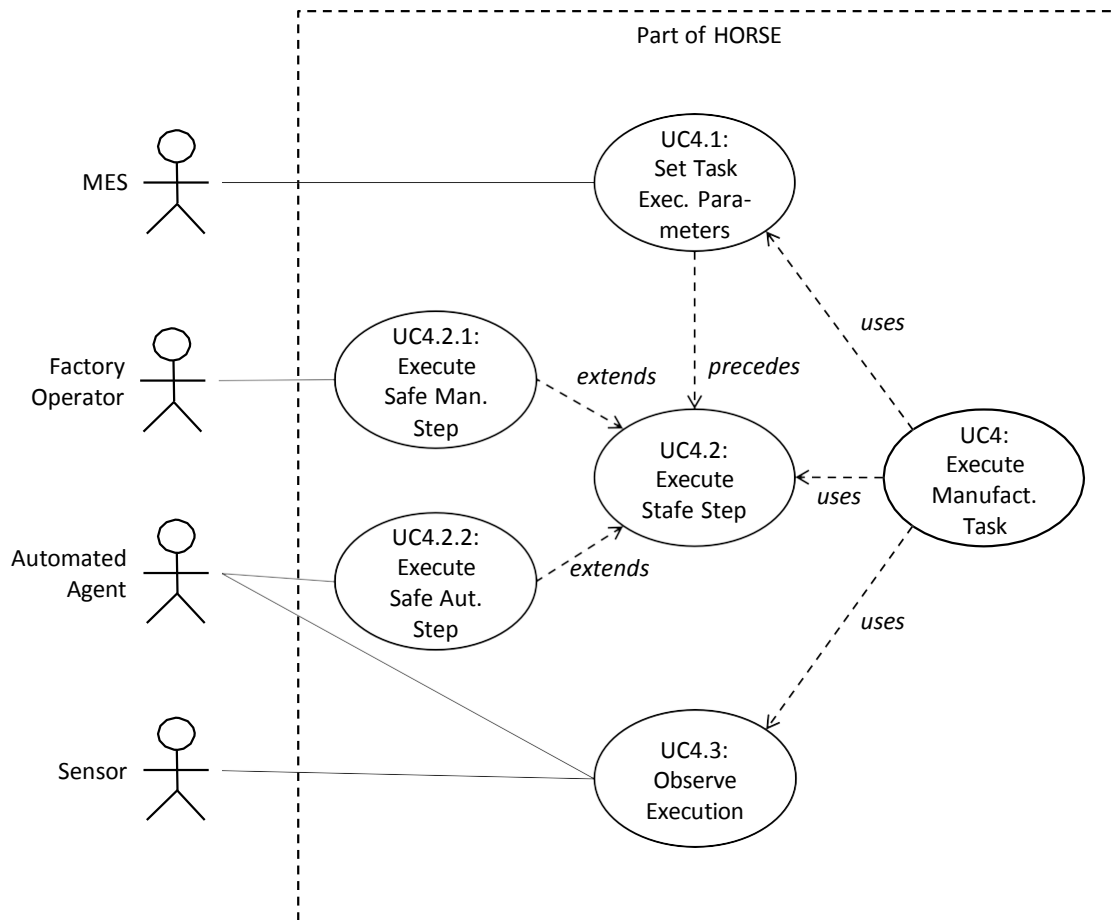 Part of HORSE
MES
UC4.1:
Set Task
Exec. Para-
meters
uses
Factory
Operator
UC4.2.1:
Execute
Safe Man.
Step
extends
precedes
UC4.2:
Execute
Stafe Step
uses
UC4:
Execute
Manufact.
Task
Automated
Agent
UC4.2.2:
Execute
Safe Aut.
Step
extends
uses
Sensor
UC4.3:
Observe
Execution